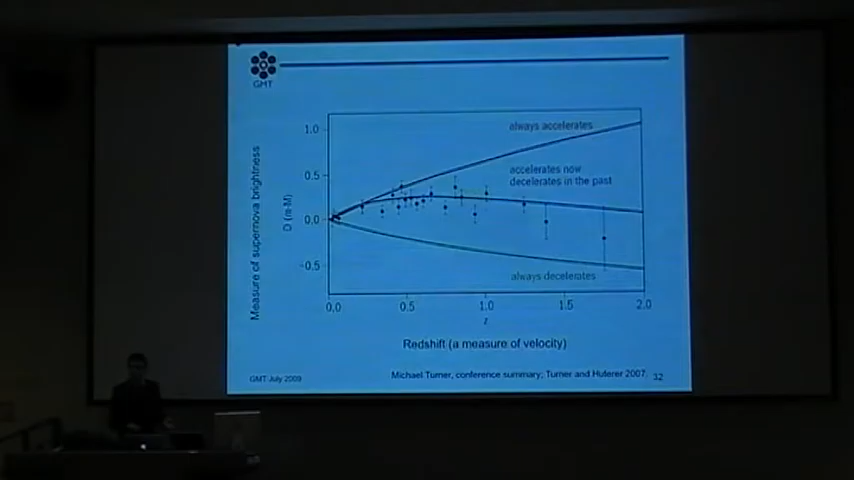 GMT
always accelerates
accelerates now
decelerates in the past
always decelerates
1.0
0.5
0.0
-0.5
Measure of supernova brightness
D (m-M)
0.0 0.5 1.0 1.5 2.0
z
Redshift (a measure of velocity)
GMT July 2009
Michael Turner, conference summary; Turner and Huterer 2007.
32